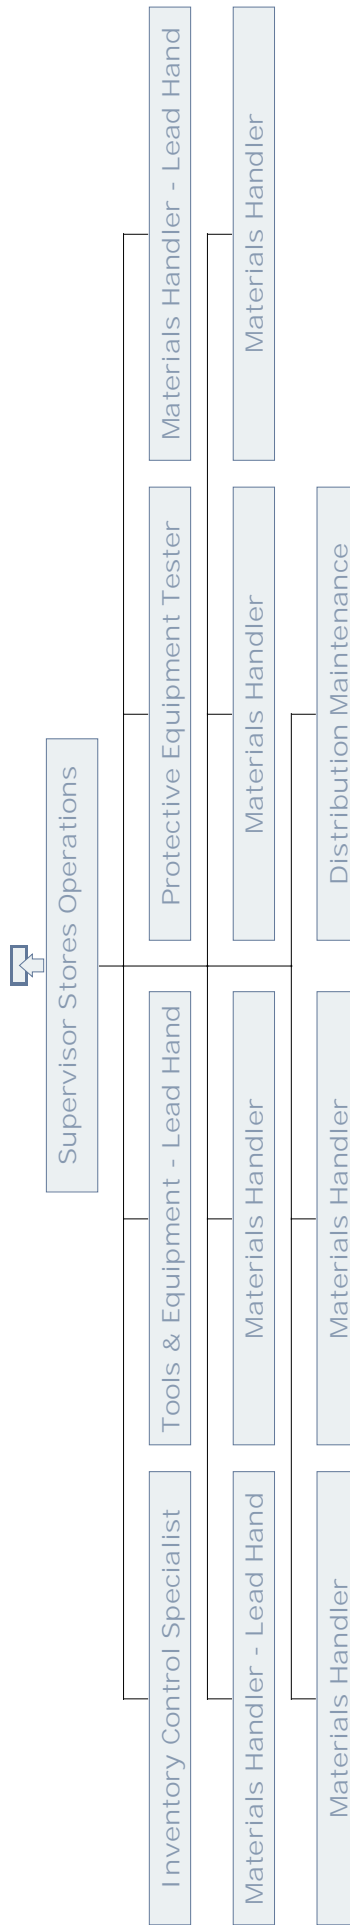 Supervisor Stores Operations
Inventory Control Specialist
Tools & Equipment - Lead Hand
Protective Equipment Tester
Materials Handler - Lead Hand
Materials Handler - Lead Hand
Materials Handler
Materials Handler
Materials Handler
Materials Handler
Materials Handler
Distribution Maintenance